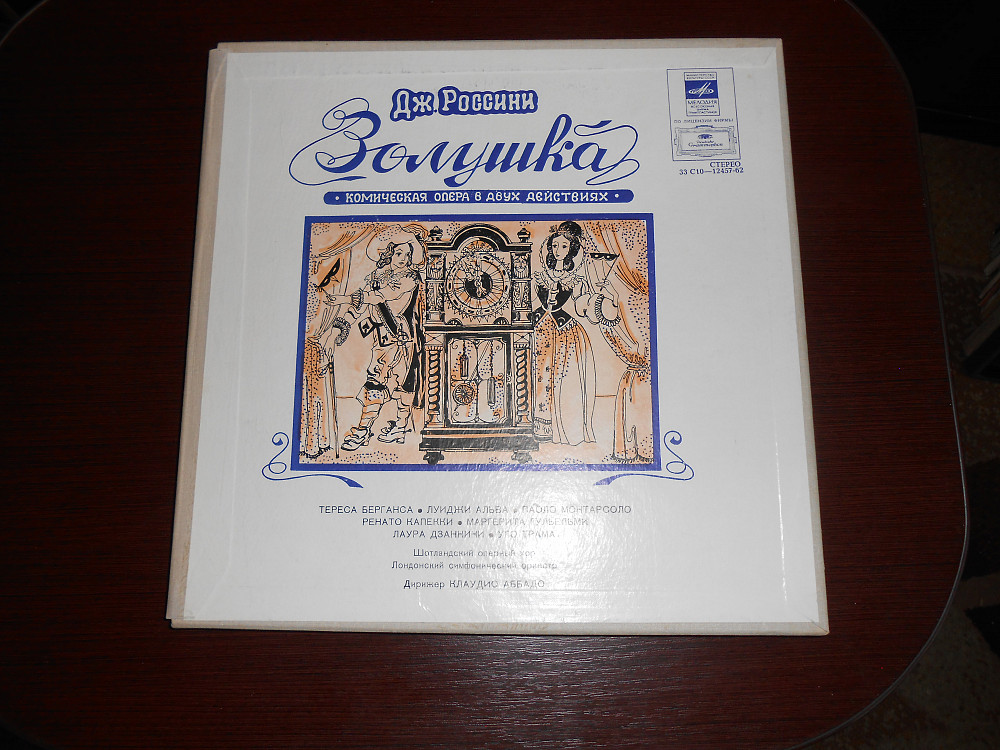 Дж. Россини
Золушка
• КОМИЧЕСКАЯ ОПЕРА В ДВУХ ДЕЙСТВИЯХ •
МЕЛОДИЯ
ПО ЛИЦЕНЗИИ ФИРМЫ
Deutsche Grammophon
СТЕРЕО
33 С10—12457-62
ТЕРЕСА БЕРГАНСА • ЛУИДЖИ АЛЬВА • ПАОЛО МОНТАРСОЛО
РЕНАТО КАПЕККИ • МАРГЕРИТА ГУЛЬЕЛЬМИ
ЛАУРА ДЗАННИНИ • УГО ТРАМА
Шотландский оперный хор
Лондонский симфонический оркестр
Дирижер КЛАУДИО АББАДО